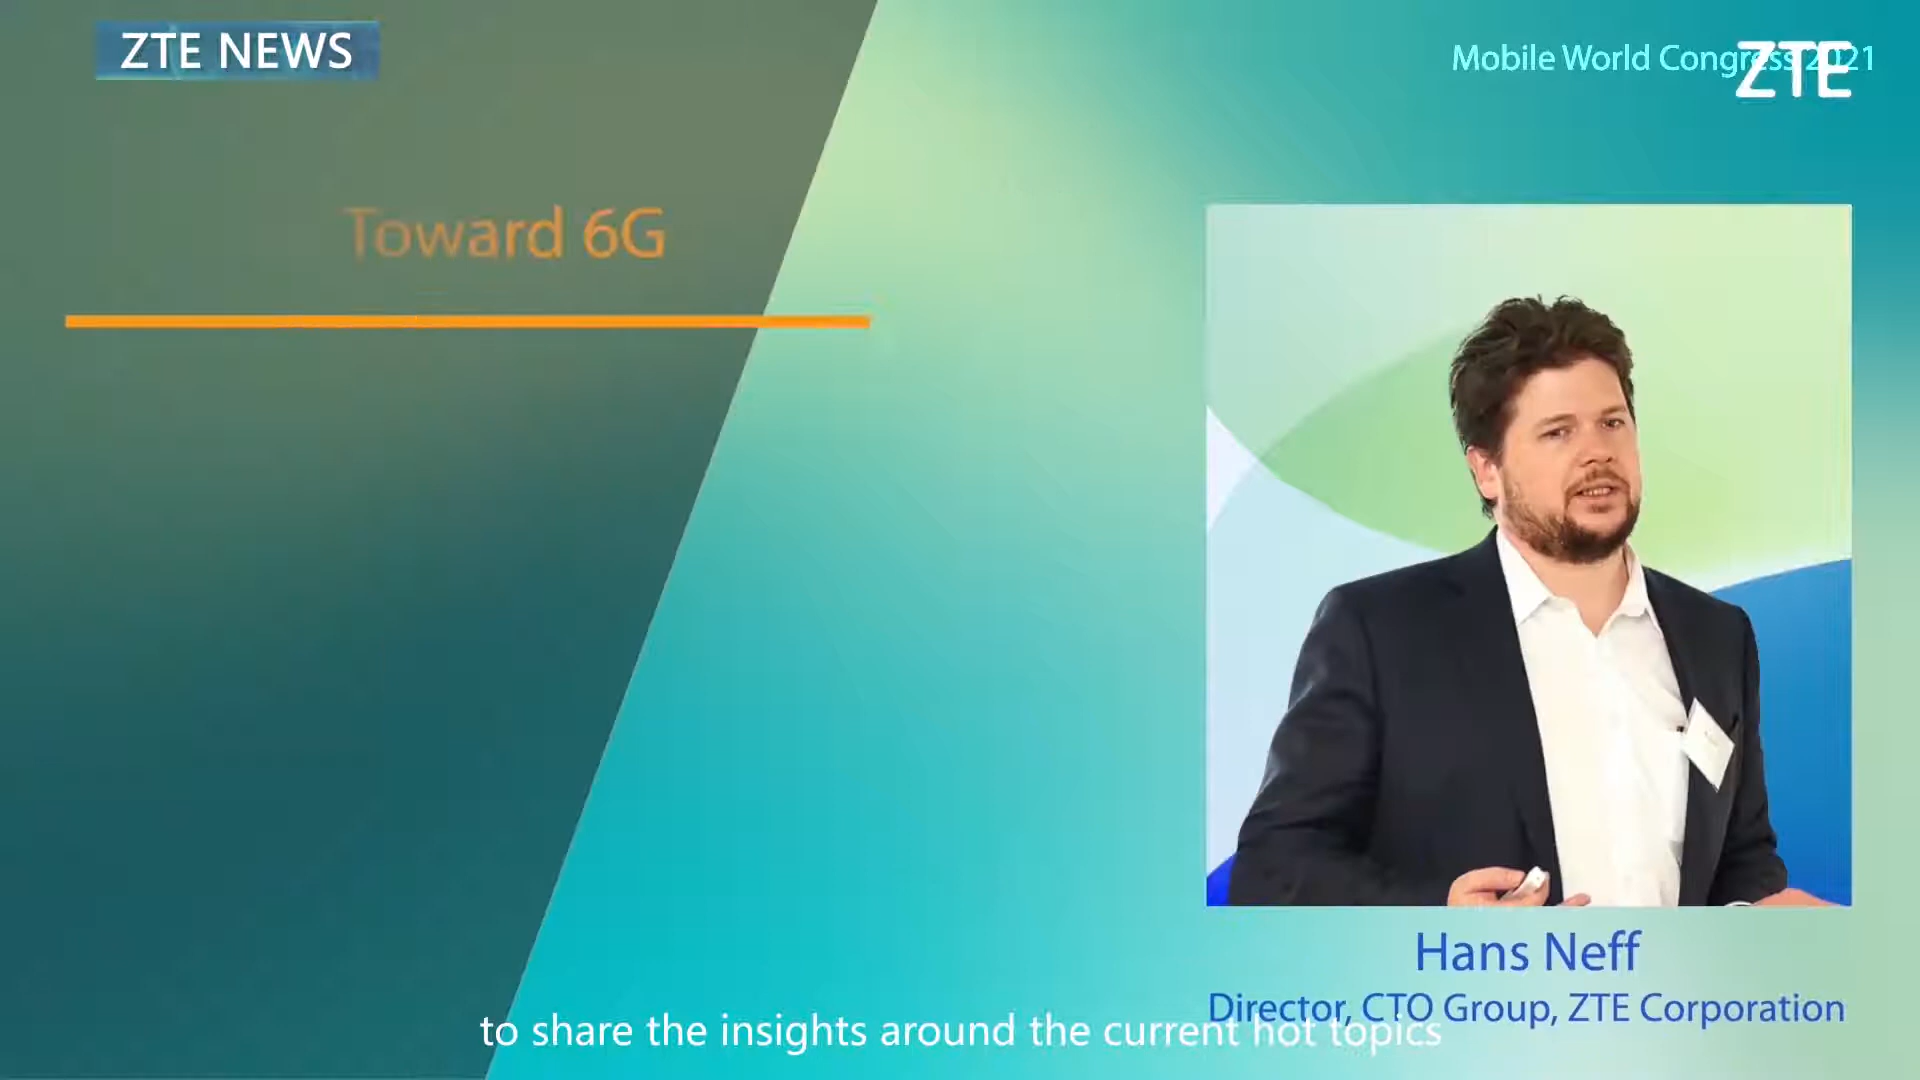 ZTE NEWS
Mobile World Congress 2021
ZTE
Toward 6G
Hans Neff
Director, CTO Group, ZTE Corporation
to share the insights around the current hot topics